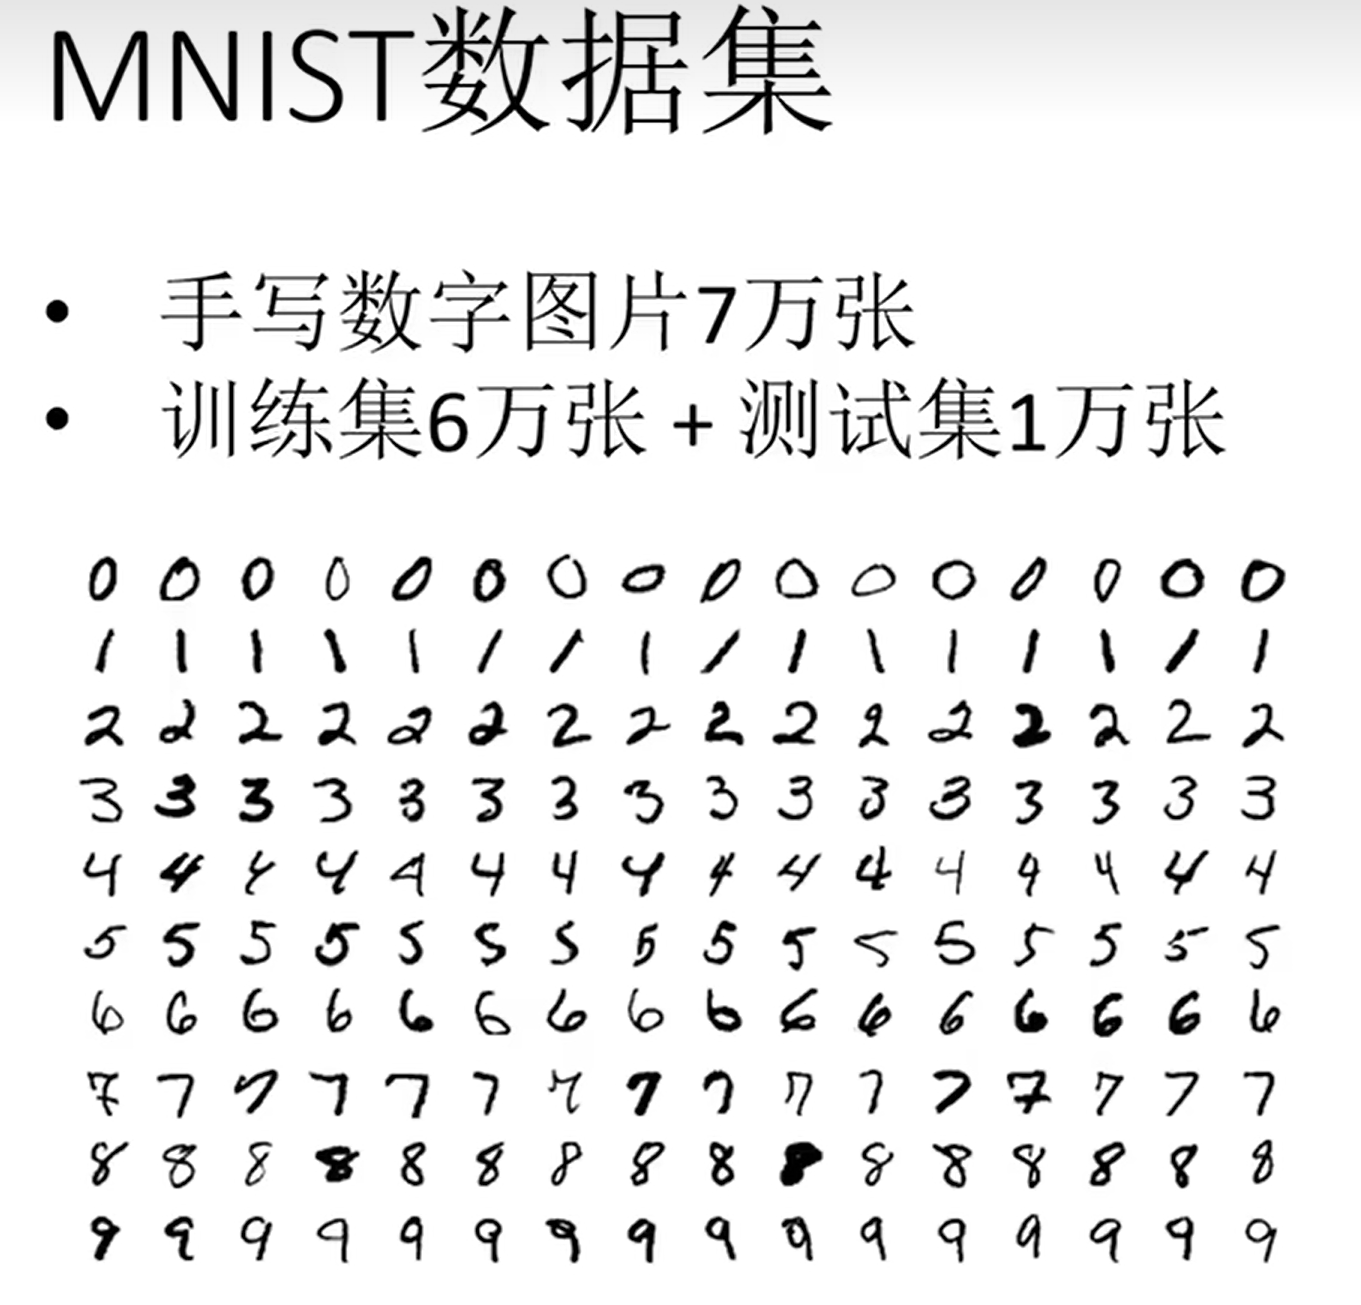 MNIST数据集
• 手写数字图片7万张
• 训练集6万张 + 测试集1万张
0 0 0 0 0 0 0 0 0 0 0 0 0 0 0 0
1 1 1 1 1 1 1 1 1 1 1 1 1 1 1 1
2 2 2 2 2 2 2 2 2 2 2 2 2 2 2 2
3 3 3 3 3 3 3 3 3 3 3 3 3 3 3 3
4 4 4 4 4 4 4 4 4 4 4 4 4 4 4 4
5 5 5 5 5 5 5 5 5 5 5 5 5 5 5 5
6 6 6 6 6 6 6 6 6 6 6 6 6 6 6 6
7 7 7 7 7 7 7 7 7 7 7 7 7 7 7 7
8 8 8 8 8 8 8 8 8 8 8 8 8 8 8 8
9 9 9 9 9 9 9 9 9 9 9 9 9 9 9 9